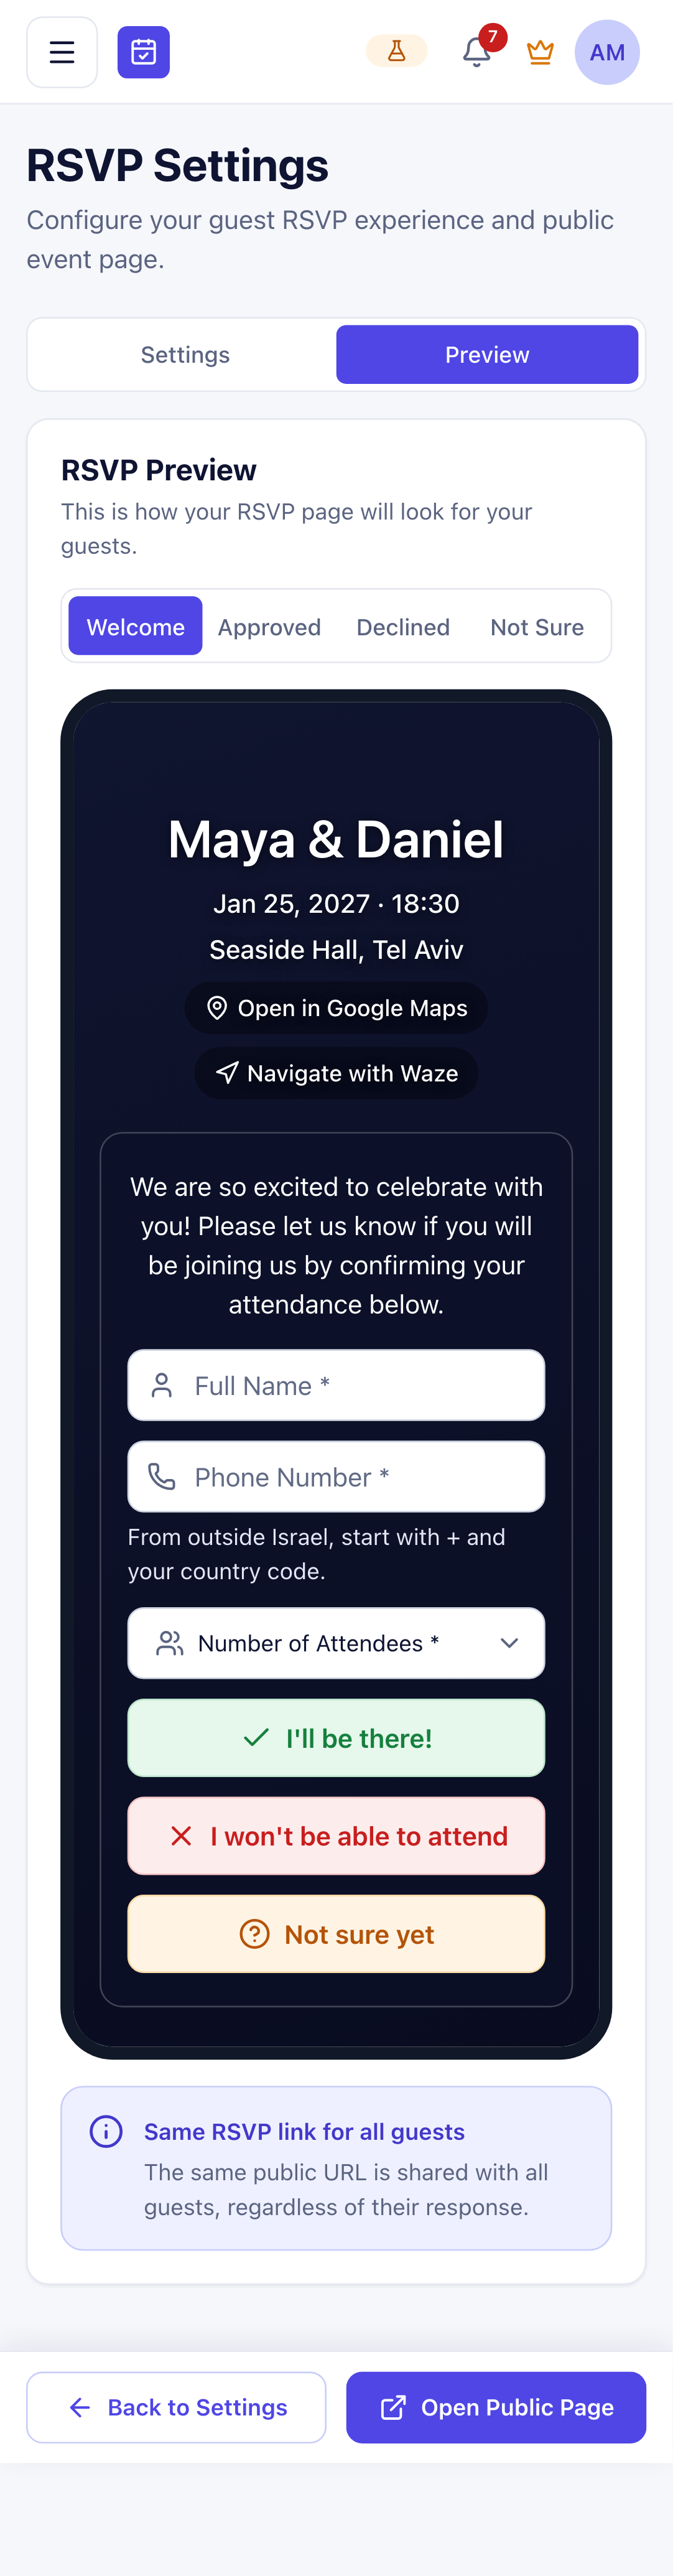 7
AM
RSVP Settings
Configure your guest RSVP experience and public
event page.
Settings
Preview
RSVP Preview
This is how your RSVP page will look for your
guests.
Welcome
Approved
Declined
Not Sure
Maya & Daniel
Jan 25, 2027 · 18:30
Seaside Hall, Tel Aviv
Open in Google Maps
Navigate with Waze
We are so excited to celebrate with
you! Please let us know if you will
be joining us by confirming your
attendance below.
Full Name *
Phone Number *
From outside Israel, start with + and
your country code.
Number of Attendees *
I'll be there!
I won't be able to attend
Not sure yet
Same RSVP link for all guests
The same public URL is shared with all
guests, regardless of their response.
Back to Settings
Open Public Page